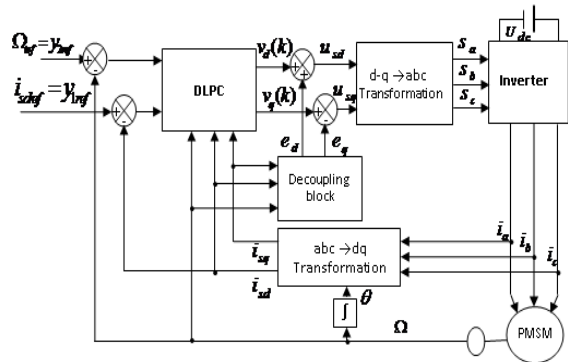 Ω_ref = y_2ref
i_sdref = y_1ref
DLPC
v_d(k)
v_q(k)
u_sd
u_sq
d-q → abc
Transformation
s_a
s_b
s_c
U_dc
Inverter
e_d
e_q
Decoupling
block
i_a
i_b
i_c
abc → dq
Transformation
i_sq
i_sd
θ
∫
Ω
PMSM